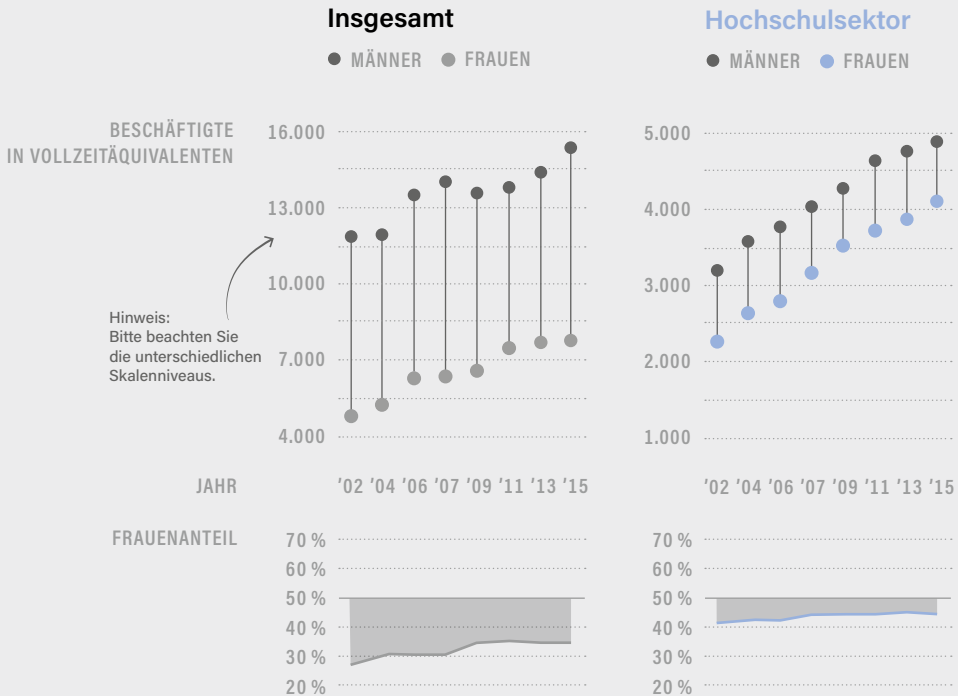 Insgesamt
MÄNNER FRAUEN
Hochschulsektor
MÄNNER FRAUEN
BESCHÄFTIGTE
IN VOLLZEITÄQUIVALENTEN
16.000
13.000
10.000
7.000
4.000
Hinweis:
Bitte beachten Sie
die unterschiedlichen
Skalenniveaus.
5.000
4.000
3.000
2.000
1.000
JAHR
'02 '04 '06 '07 '09 '11 '13 '15
'02 '04 '06 '07 '09 '11 '13 '15
FRAUENANTEIL
70 %
60 %
50 %
40 %
30 %
20 %
70 %
60 %
50 %
40 %
30 %
20 %